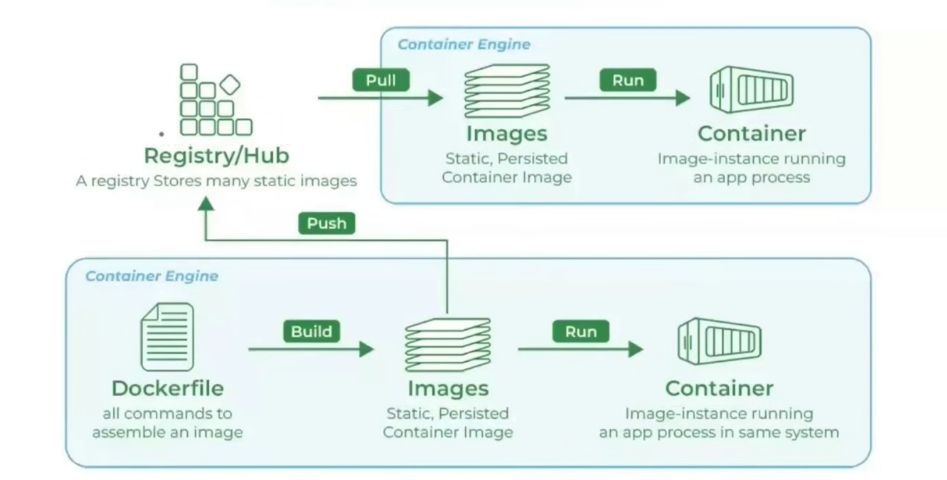 Container Engine
Pull
Run
Images
Container
Registry/Hub
Static, Persisted
Container Image
Image-instance running
an app process
A registry Stores many static images
Push
Container Engine
Build
Run
Dockerfile
Images
Container
all commands to
assemble an image
Static, Persisted
Container Image
Image-instance running
an app process in same system